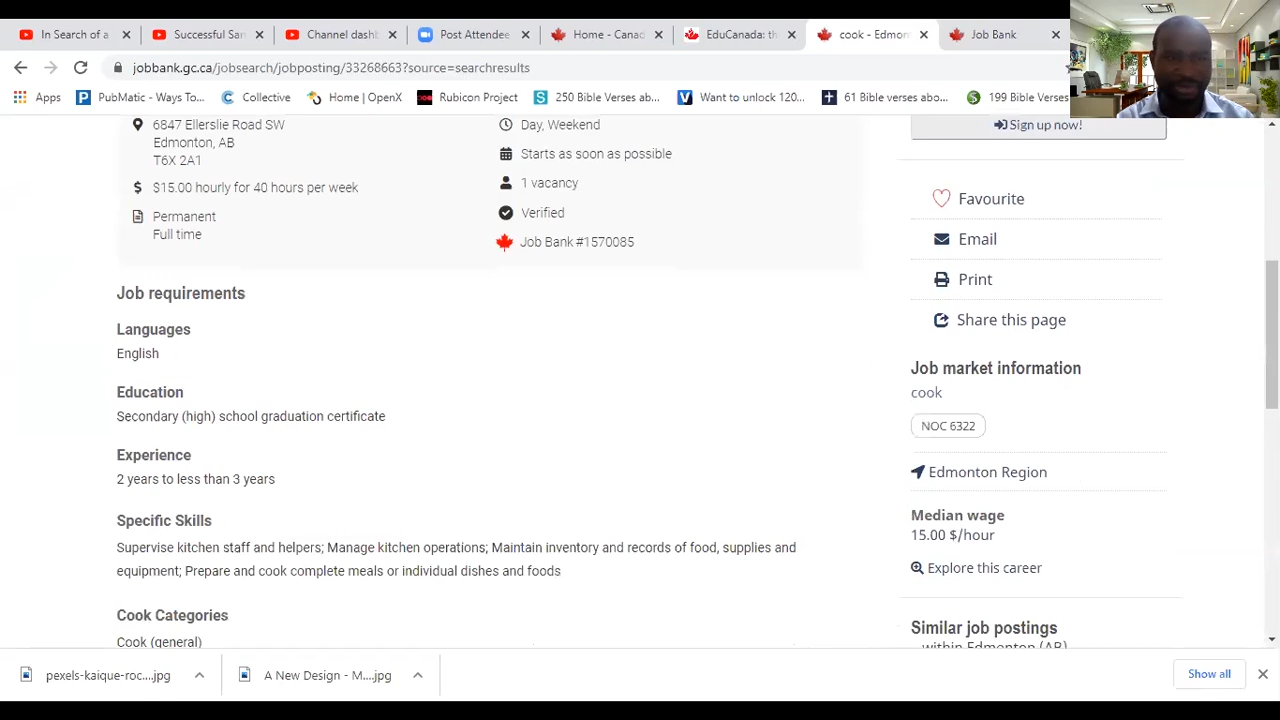 In Search of a
Successful San
Channel dashb
Post Attendee
Home - Canad
EduCanada: th
cook - Edmon
Job Bank
jobbank.gc.ca/jobsearch/jobposting/33268663?source=searchresults
Apps
PubMatic - Ways To...
Collective
Home | OpenX
Rubicon Project
250 Bible Verses ab...
Want to unlock 120...
61 Bible verses abo...
199 Bible Verses
6847 Ellerslie Road SW
Edmonton, AB
T6X 2A1
$15.00 hourly for 40 hours per week
Permanent
Full time
Day, Weekend
Starts as soon as possible
1 vacancy
Verified
Job Bank #1570085
Job requirements
Languages
English
Education
Secondary (high) school graduation certificate
Experience
2 years to less than 3 years
Specific Skills
Supervise kitchen staff and helpers; Manage kitchen operations; Maintain inventory and records of food, supplies and
equipment; Prepare and cook complete meals or individual dishes and foods
Cook Categories
Cook (general)
Sign up now!
Favourite
Email
Print
Share this page
Job market information
cook
NOC 6322
Edmonton Region
Median wage
15.00 $/hour
Explore this career
Similar job postings
within Edmonton (AB)
pexels-kaique-roc....jpg
A New Design - M....jpg
Show all